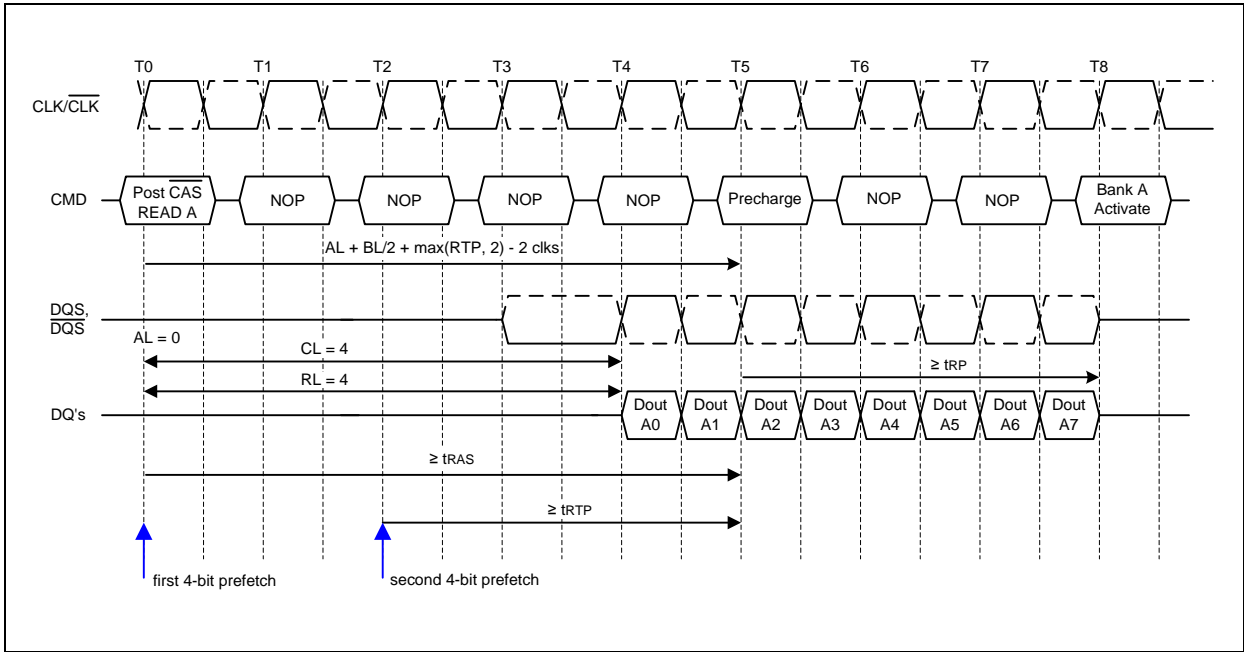 T0 T1 T2 T3 T4 T5 T6 T7 T8
CLK/CLK
CMD
Post CAS
READ A
NOP
NOP
NOP
NOP
Precharge
NOP
NOP
Bank A
Activate
AL + BL/2 + max(RTP, 2) - 2 clks
DQS,
DQS
AL = 0
CL = 4
≥ tRP
RL = 4
DQ's
Dout
A0
Dout
A1
Dout
A2
Dout
A3
Dout
A4
Dout
A5
Dout
A6
Dout
A7
≥ tRAS
≥ tRTP
first 4-bit prefetch
second 4-bit prefetch